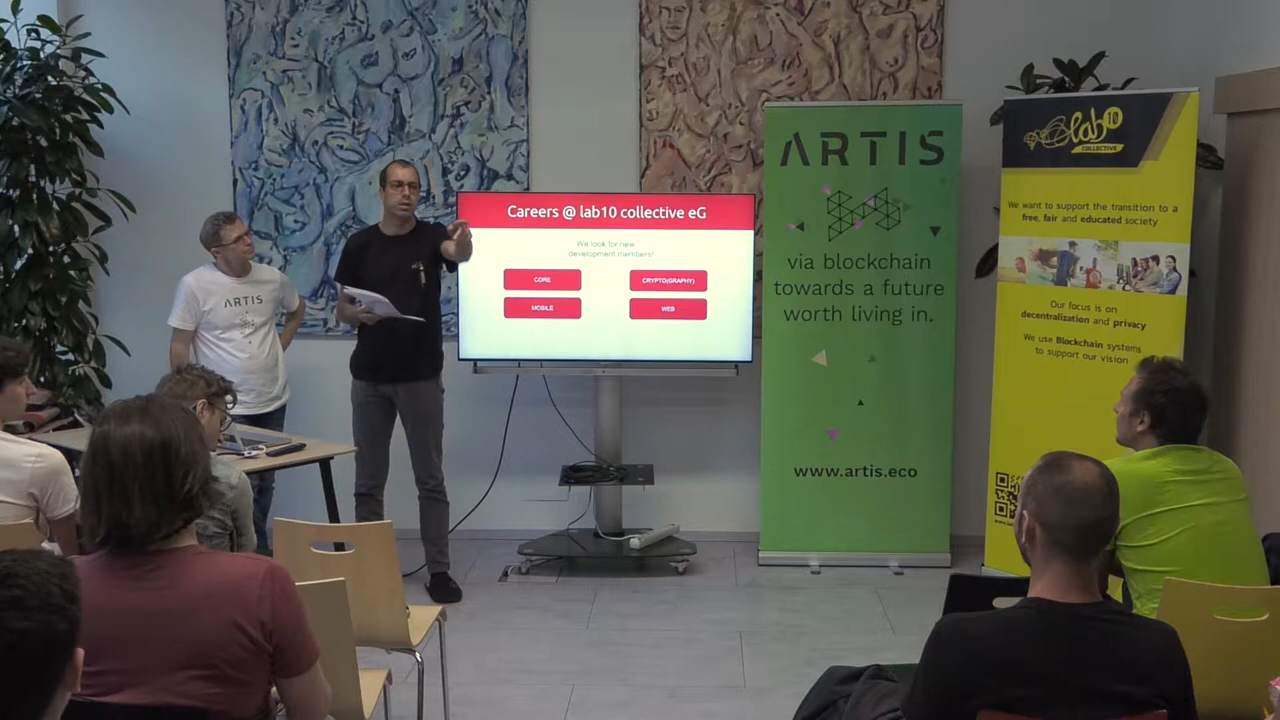 ARTIS
Careers @ lab10 collective eG
We look for new
development members!
CORE
CRYPTO(GRAPHY)
MOBILE
WEB
ARTIS
via blockchain
towards a future
worth living in.
www.artis.eco
lab10
COLLECTIVE
We want to support the transition to a
free, fair and educated society
Our focus is on
decentralization and privacy
We use Blockchain systems
to support our vision